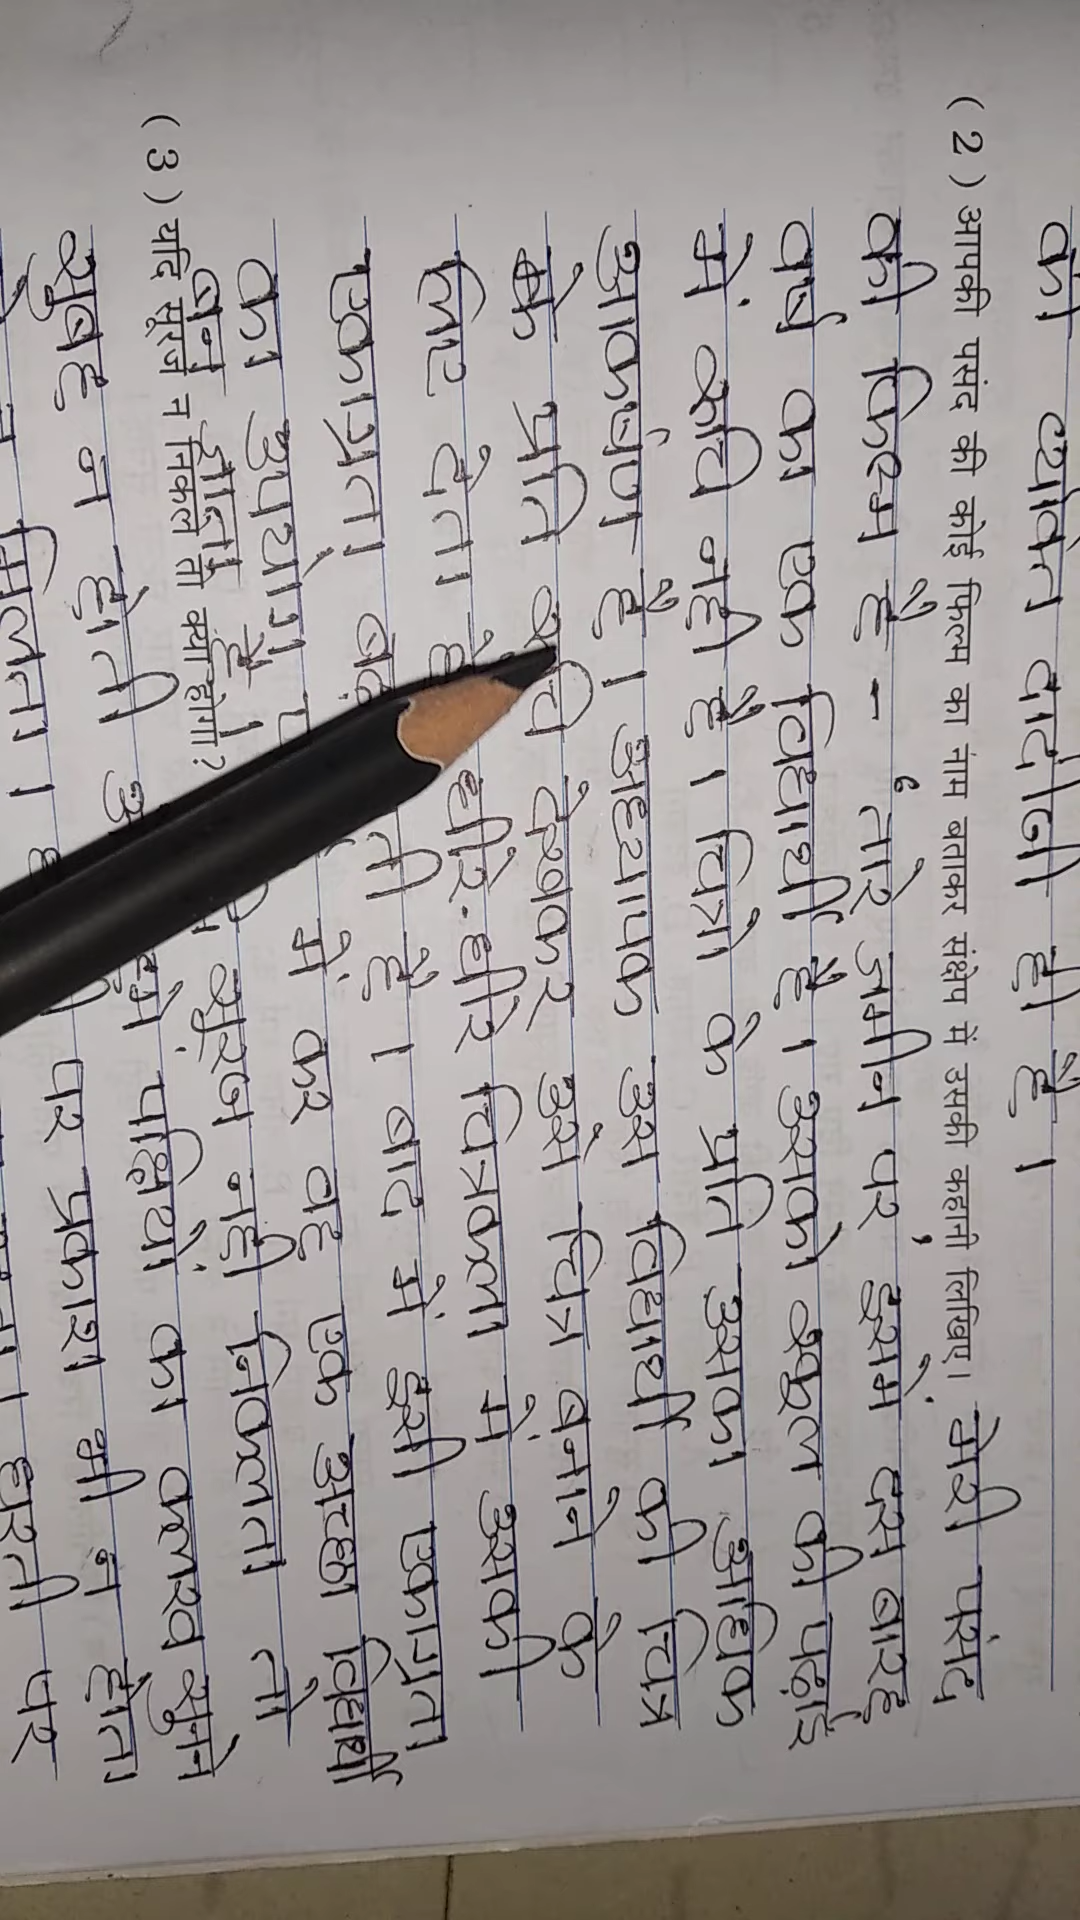 को व्यक्ति वादीनी ही है।
(2) आपकी पसंद की कोई फिल्म का नाम बताकर संक्षेप में उसकी कहानी लिखिए। मेरी पसंद
की फिल्म है - "तारे जमीन पर" इसमें दस बारह
वर्ष का एक विद्यार्थी है। उसको स्कूल की पढ़ाई
में रुचि नहीं है। चित्रो के प्रति उसका अधिक
आकर्षण है। अध्यापक उस विद्यार्थी की चित्र
के प्रति रुचि देखकर उसे चित्र बनाने के
लिए देता है धीरे-धीरे चित्रकला में उसकी
एकाग्रता बढ़ती है। बाद में इसी एकाग्रता
का उपयोग में कर वह एक अच्छा विद्यार्थी
बन जाता है।
(3) यदि सूरज न निकले तो क्या होगा? सूरज नहीं निकलता तो
सुबह न होती हमे पक्षियो का कलरव सुनने
पर प्रकाश भी न होता
मिलता। धरती पर